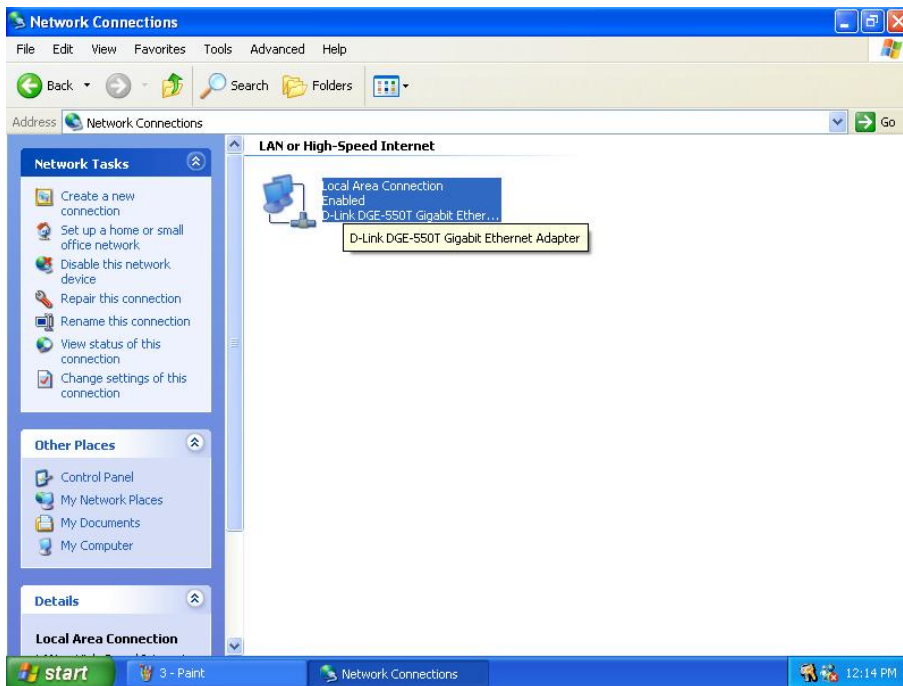 Network Connections
File Edit View Favorites Tools Advanced Help
Back Search Folders
Address Network Connections Go
Network Tasks
Create a new
connection
Set up a home or small
office network
Disable this network
device
Repair this connection
Rename this connection
View status of this
connection
Change settings of this
connection
Other Places
Control Panel
My Network Places
My Documents
My Computer
Details
Local Area Connection
LAN or High-Speed Internet
Local Area Connection
Enabled
D-Link DGE-550T Gigabit Ether...
D-Link DGE-550T Gigabit Ethernet Adapter
start 3 - Paint Network Connections 12:14 PM